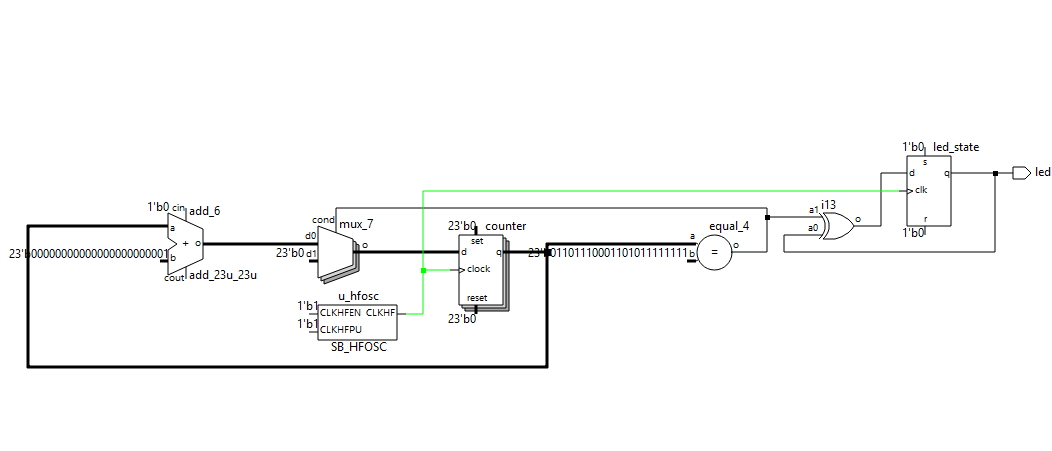 1'b0
led_state
s
d
q
led
clk
r
1'b0
i13
a1
o
a0
1'b0
cin
add_6
a
+
o
b
cout
add_23u_23u
23'b00000000000000000000001
cond
mux_7
d0
o
23'b0
d1
23'b0
counter
set
d
q
clock
reset
23'b0
23'b10110111000110101111111
equal_4
a
o
=
b
u_hfosc
1'b1
CLKHFEN
CLKHF
1'b1
CLKHFPU
SB_HFOSC